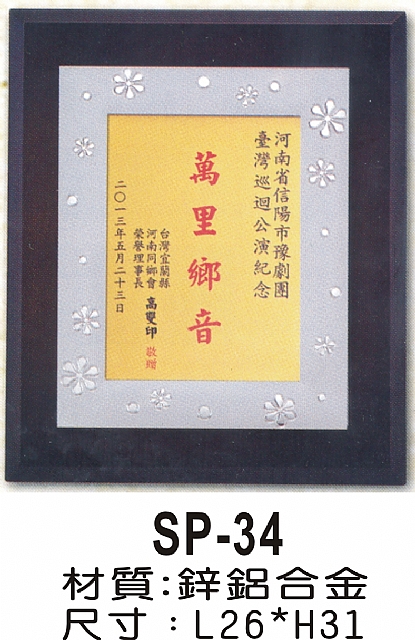 河南省信陽市豫劇團
臺灣巡迴公演紀念
萬里鄉音
台灣宜蘭縣
河南同鄉會
榮譽理事長
高雙印
敬贈
二〇一三年五月二十三日
SP-34
材質:鋅鋁合金
尺寸:L26*H31